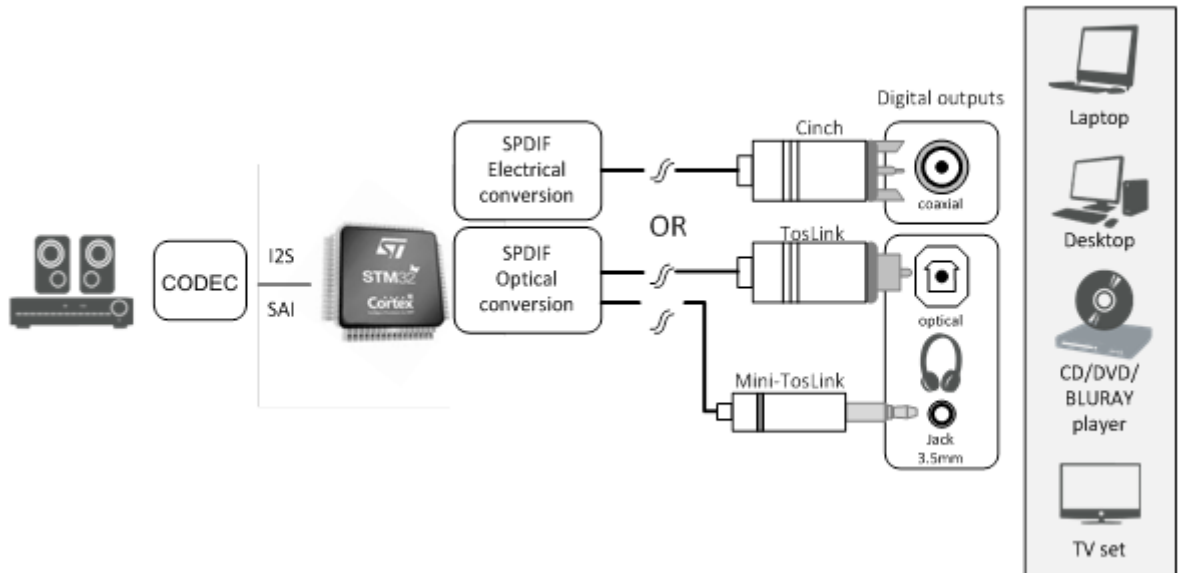 CODEC
I2S
SAI
STM32
Cortex
SPDIF
Electrical
conversion
SPDIF
Optical
conversion
OR
Cinch
TosLink
Mini-TosLink
Digital outputs
coaxial
optical
Jack
3.5mm
Laptop
Desktop
CD/DVD/
BLURAY
player
TV set